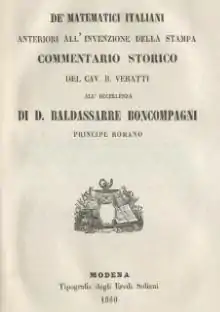 DE' MATEMATICI ITALIANI
ANTERIORI ALL'INVENZIONE DELLA STAMPA
COMMENTARIO STORICO
DEL CAV. B. VERATTI
ALL' ECCELLENZA
DI D. BALDASSARRE BONCOMPAGNI
PRINCIPE ROMANO
MODENA
Tipografia degli Eredi Soliani
1860